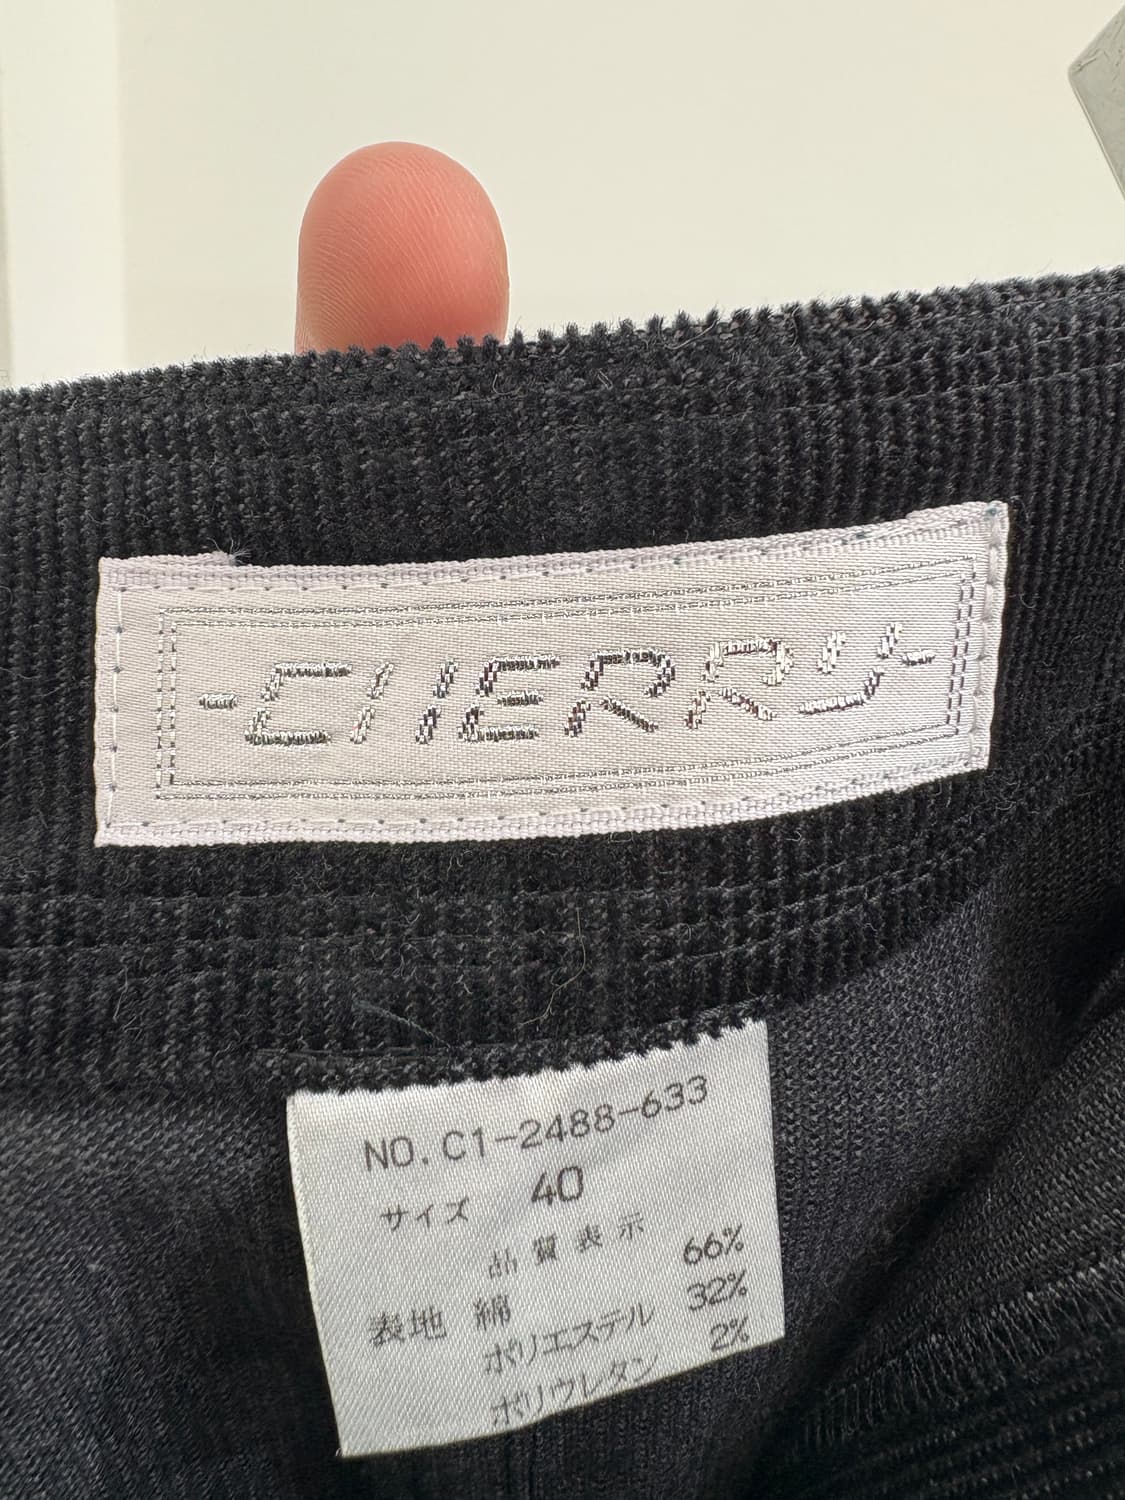 -CHERRY-
NO. C1-2488-633
サイズ 40
品質表示
表地 綿 66%
ポリエステル 32%
ポリウレタン 2%